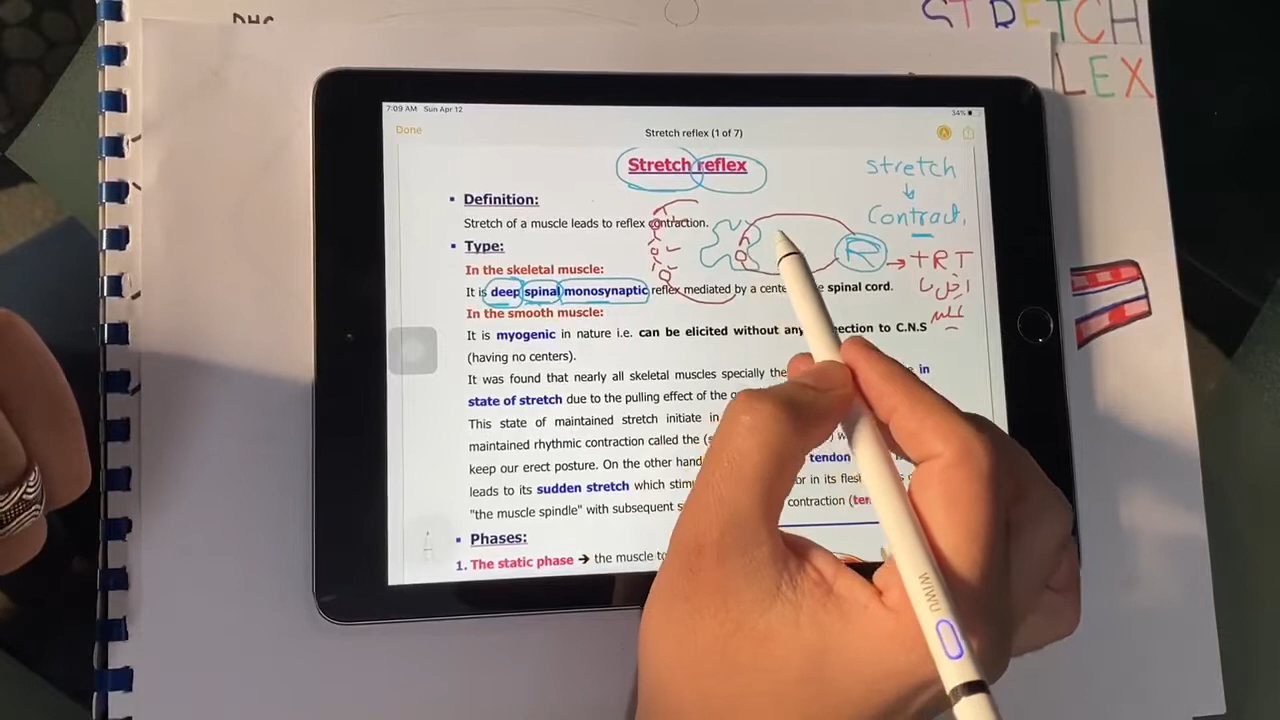 STRETCH
LEX
7:09 AM Sun Apr 12
34%
Done
Stretch reflex (1 of 7)
Stretch reflex
stretch
Contract.
Definition:
Stretch of a muscle leads to reflex contraction.
R → TRT
Type:
In the skeletal muscle:
It is deep spinal monosynaptic reflex mediated by a cente spinal cord.
In the smooth muscle:
It is myogenic in nature i.e. can be elicited without any ection to C.N.S
(having no centers).
It was found that nearly all skeletal muscles specially the in
state of stretch due to the pulling effect of the
This state of maintained stretch initiate in
maintained rhythmic contraction called the
keep our erect posture. On the other hand tendon
leads to its sudden stretch which or in its
"the muscle spindle" with subsequent contraction
Phases:
1. The static phase → the muscle
WIWU